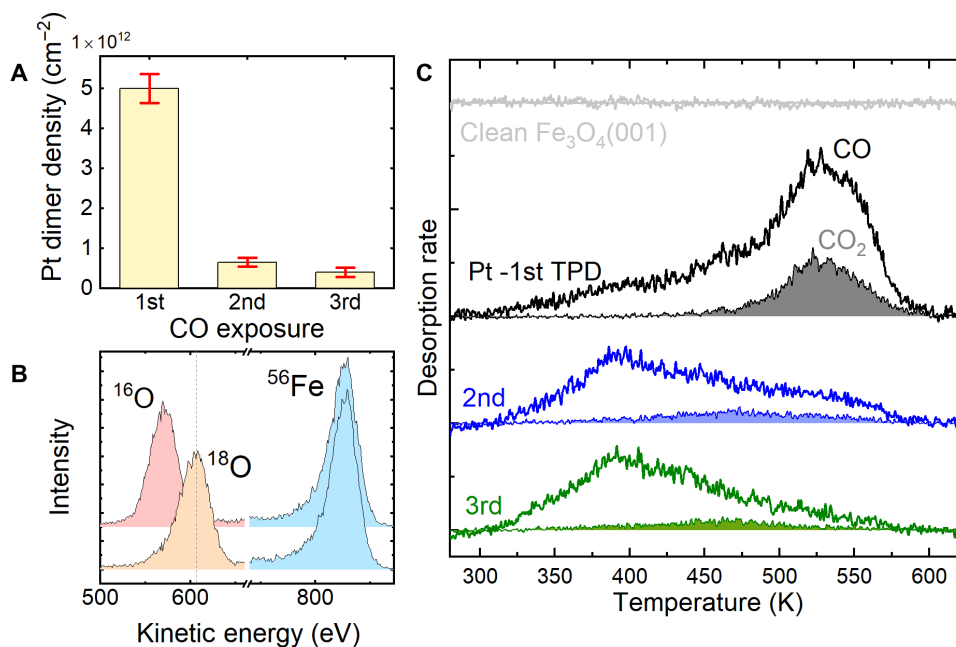 A
1×10¹²
Pt dimer density (cm⁻²)
5
4
3
2
1
0
1st 2nd 3rd
CO exposure
B
Intensity
¹⁶O
¹⁸O
⁵⁶Fe
500 600 800
Kinetic energy (eV)
C
Desorption rate
Clean Fe₃O₄(001)
CO
CO₂
Pt -1st TPD
2nd
3rd
300 350 400 450 500 550 600
Temperature (K)